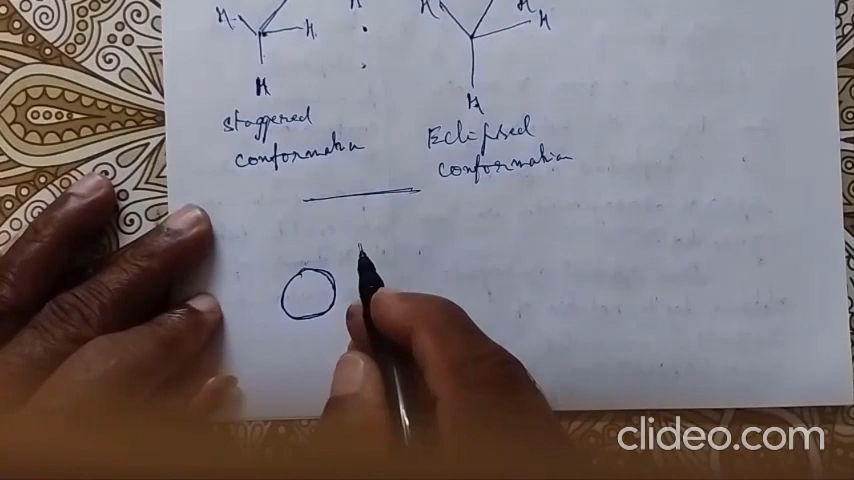 H H H H H
H
H H
staggered
conformation
Eclipsed
conformation
clideo.com